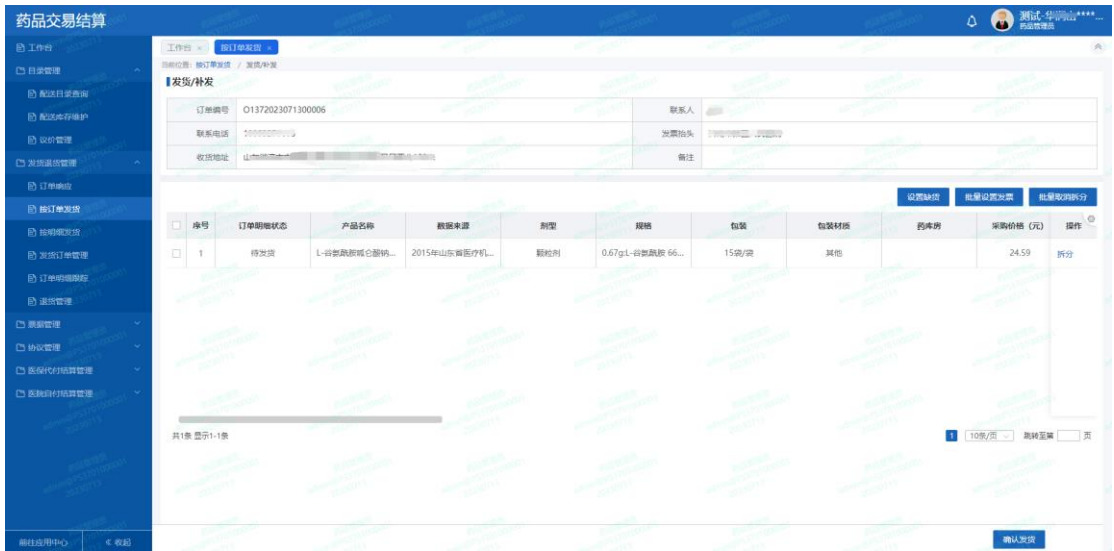 药品交易结算
测试-华润山****...
药品管理员
工作台
目录管理
配送目录查询
配送库存维护
议价管理
发货退货管理
订单响应
按订单发货
按明细发货
发货订单管理
订单明细跟踪
退货管理
票据管理
协议管理
医保代付结算管理
医院自付结算管理
前往应用中心 《 收起
工作台 × 按订单发货 ×
当前位置: 按订单发货 / 发货/补发
发货/补发
订单编号 O1372023071300006 联系人
联系电话 发票抬头
收货地址 备注
设置缺货 批量设置发票 批量取消拆分
序号 订单明细状态 产品名称 数据来源 剂型 规格 包装 包装材质 药库房 采购价格 (元) 操作
1 待发货 L-谷氨酰胺呱仑酸钠... 2015年山东省医疗机... 颗粒剂 0.67g:L-谷氨酰胺 66... 15袋/袋 其他 24.59 拆分
共1条 显示1-1条 1 10条/页 跳转至第 页
确认发货